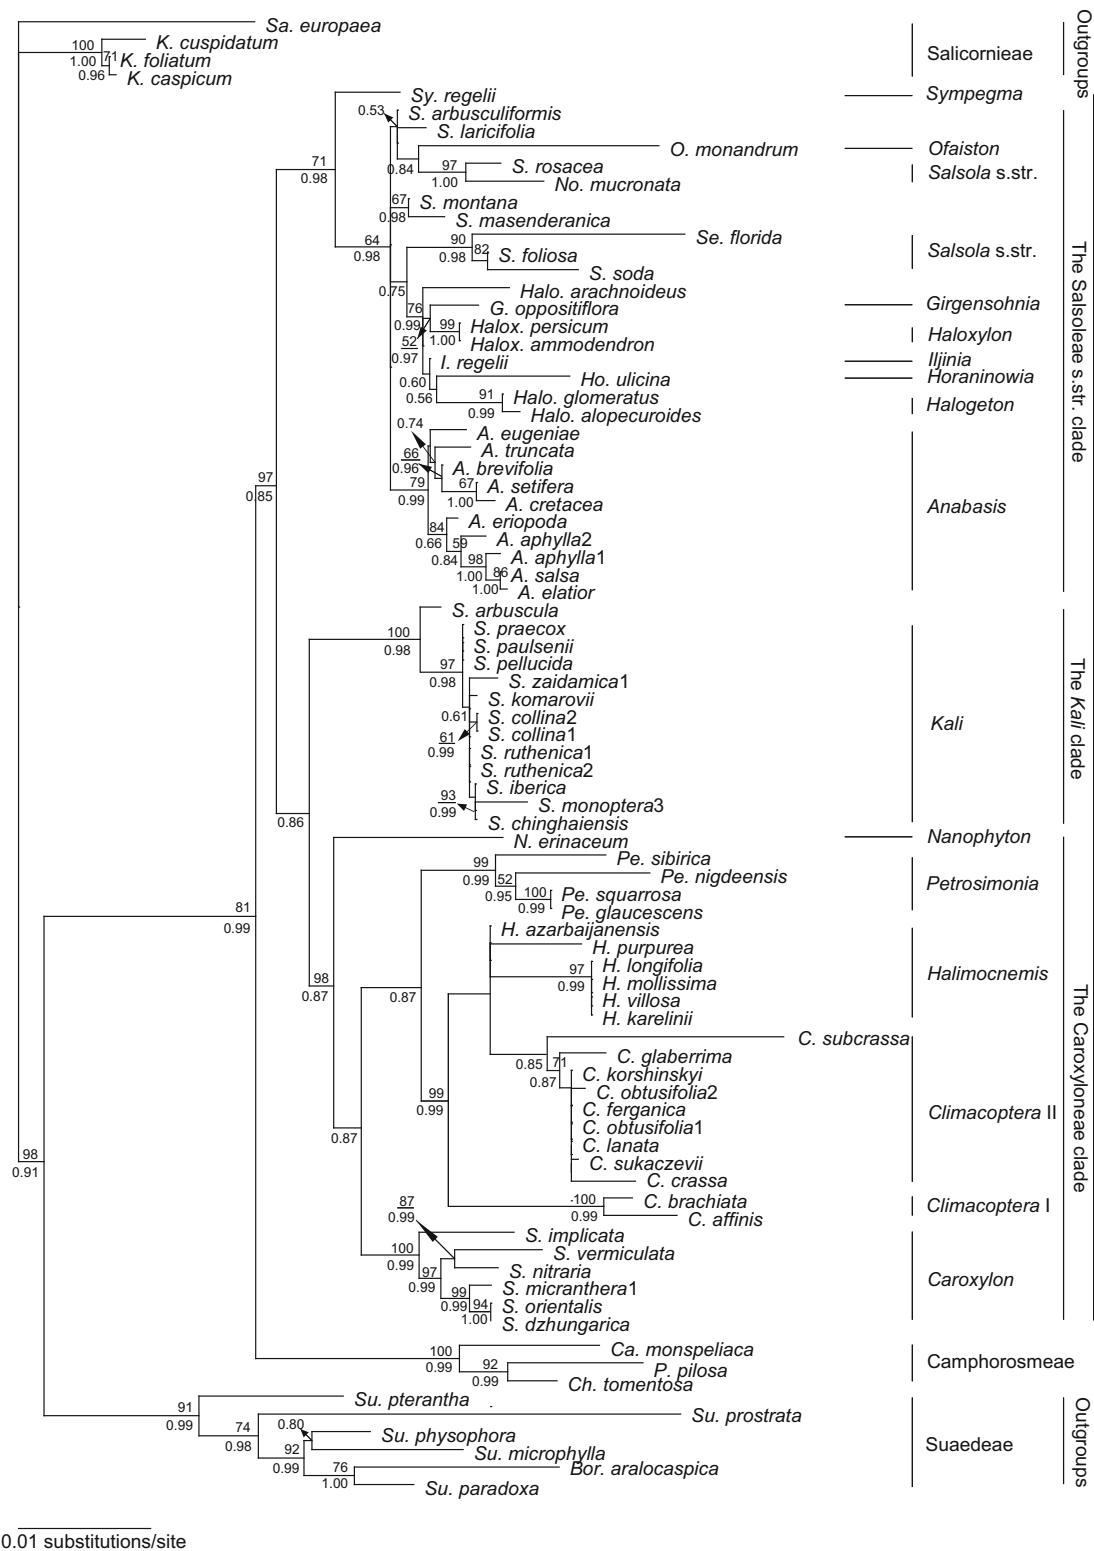 Sa. europaea
K. cuspidatum
100
1.00
71
K. foliatum
0.96
K. caspicum
Salicornieae
Outgroups
Sy. regelii
Sympegma
0.53
S. arbusculiformis
S. laricifolia
O. monandrum
Ofaiston
71
0.98
0.84
97
1.00
S. rosacea
Salsola s.str.
No. mucronata
67
0.98
S. montana
S. masenderanica
64
0.98
90
0.98
Se. florida
82
S. foliosa
Salsola s.str.
S. soda
0.75
Halo. arachnoideus
76
0.99
G. oppositiflora
Girgensohnia
99
1.00
Halox. persicum
Haloxylon
52
0.97
Halox. ammodendron
I. regelii
Iljinia
0.60
Ho. ulicina
Horaninowia
0.56
91
0.99
Halo. glomeratus
Halogeton
Halo. alopecuroides
0.74
A. eugeniae
A. truncata
66
0.96
A. brevifolia
79
0.99
67
1.00
A. setifera
A. cretacea
Anabasis
84
0.66
A. eriopoda
59
0.84
A. aphylla2
98
1.00
A. aphylla1
86
1.00
A. salsa
A. elatior
The Salsoleae s.str. clade
97
0.85
S. arbuscula
100
0.98
S. praecox
S. paulsenii
97
0.98
S. pellucida
S. zaidamica1
S. komarovii
0.61
S. collina2
61
0.99
S. collina1
S. ruthenica1
S. ruthenica2
S. iberica
93
0.99
S. monoptera3
S. chinghaiensis
Kali
The Kali clade
0.86
N. erinaceum
Nanophyton
99
0.99
Pe. sibirica
52
0.95
Pe. nigdeensis
Petrosimonia
100
0.99
Pe. squarrosa
Pe. glaucescens
81
0.99
98
0.87
0.87
H. azarbaijanensis
H. purpurea
97
0.99
H. longifolia
Halimocnemis
H. mollissima
H. villosa
H. karelinii
C. subcrassa
0.85
71
0.87
C. glaberrima
C. korshinskyi
C. obtusifolia2
99
0.99
C. ferganica
Climacoptera II
C. obtusifolia1
0.87
C. lanata
C. sukaczevii
C. crassa
98
0.91
100
0.99
C. brachiata
Climacoptera I
C. affinis
87
0.99
S. implicata
100
0.99
S. vermiculata
97
0.99
S. nitraria
Caroxylon
99
0.99
S. micranthera1
94
1.00
S. orientalis
S. dzhungarica
The Caroxyloneae clade
100
0.99
Ca. monspeliaca
92
0.99
P. pilosa
Camphorosmeae
Ch. tomentosa
91
0.99
Su. pterantha
74
0.98
Su. prostrata
0.80
Su. physophora
92
0.99
Su. microphylla
Suaedeae
76
1.00
Bor. aralocaspica
Su. paradoxa
Outgroups
0.01 substitutions/site